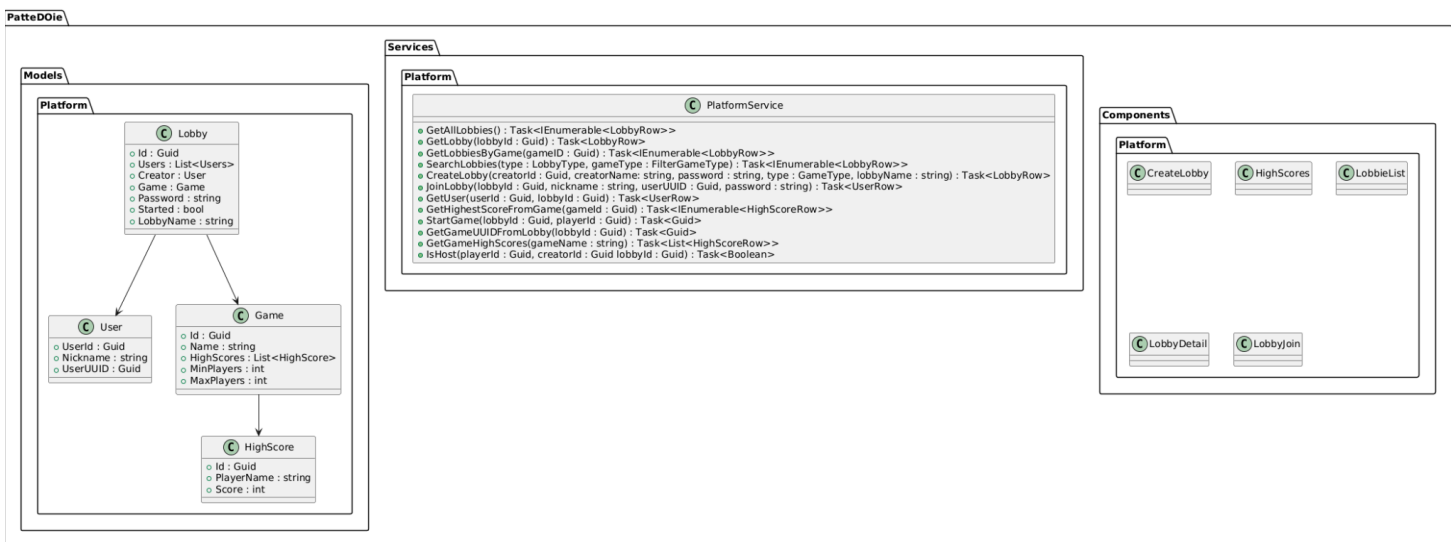 PatteDOie
Models
Platform
C Lobby
Id : Guid
Users : List<Users>
Creator : User
Game : Game
Password : string
Started : bool
LobbyName : string
C User
UserId : Guid
Nickname : string
UserUUID : Guid
C Game
Id : Guid
Name : string
HighScores : List<HighScore>
MinPlayers : int
MaxPlayers : int
C HighScore
Id : Guid
PlayerName : string
Score : int
Services
Platform
C PlatformService
GetAllLobbies() : Task<IEnumerable<LobbyRow>>
GetLobby(lobbyId : Guid) : Task<LobbyRow>
GetLobbiesByGame(gameID : Guid) : Task<IEnumerable<LobbyRow>>
SearchLobbies(type : LobbyType, gameType : FilterGameType) : Task<IEnumerable<LobbyRow>>
CreateLobby(creatorId : Guid, creatorName: string, password : string, type : GameType, lobbyName : string) : Task<LobbyRow>
JoinLobby(lobbyId : Guid, nickname : string, userUUID : Guid, password : string) : Task<UserRow>
GetUser(userId : Guid, lobbyId : Guid) : Task<UserRow>
GetHighestScoreFromGame(gameId : Guid) : Task<IEnumerable<HighScoreRow>>
StartGame(lobbyId : Guid, playerId : Guid) : Task<Guid>
GetGameUUIDFromLobby(lobbyId : Guid) : Task<Guid>
GetGameHighScores(gameName : string) : Task<List<HighScoreRow>>
IsHost(playerId : Guid, creatorId : Guid lobbyId : Guid) : Task<Boolean>
Components
Platform
C CreateLobby
C HighScores
C LobbieList
C LobbyDetail
C LobbyJoin